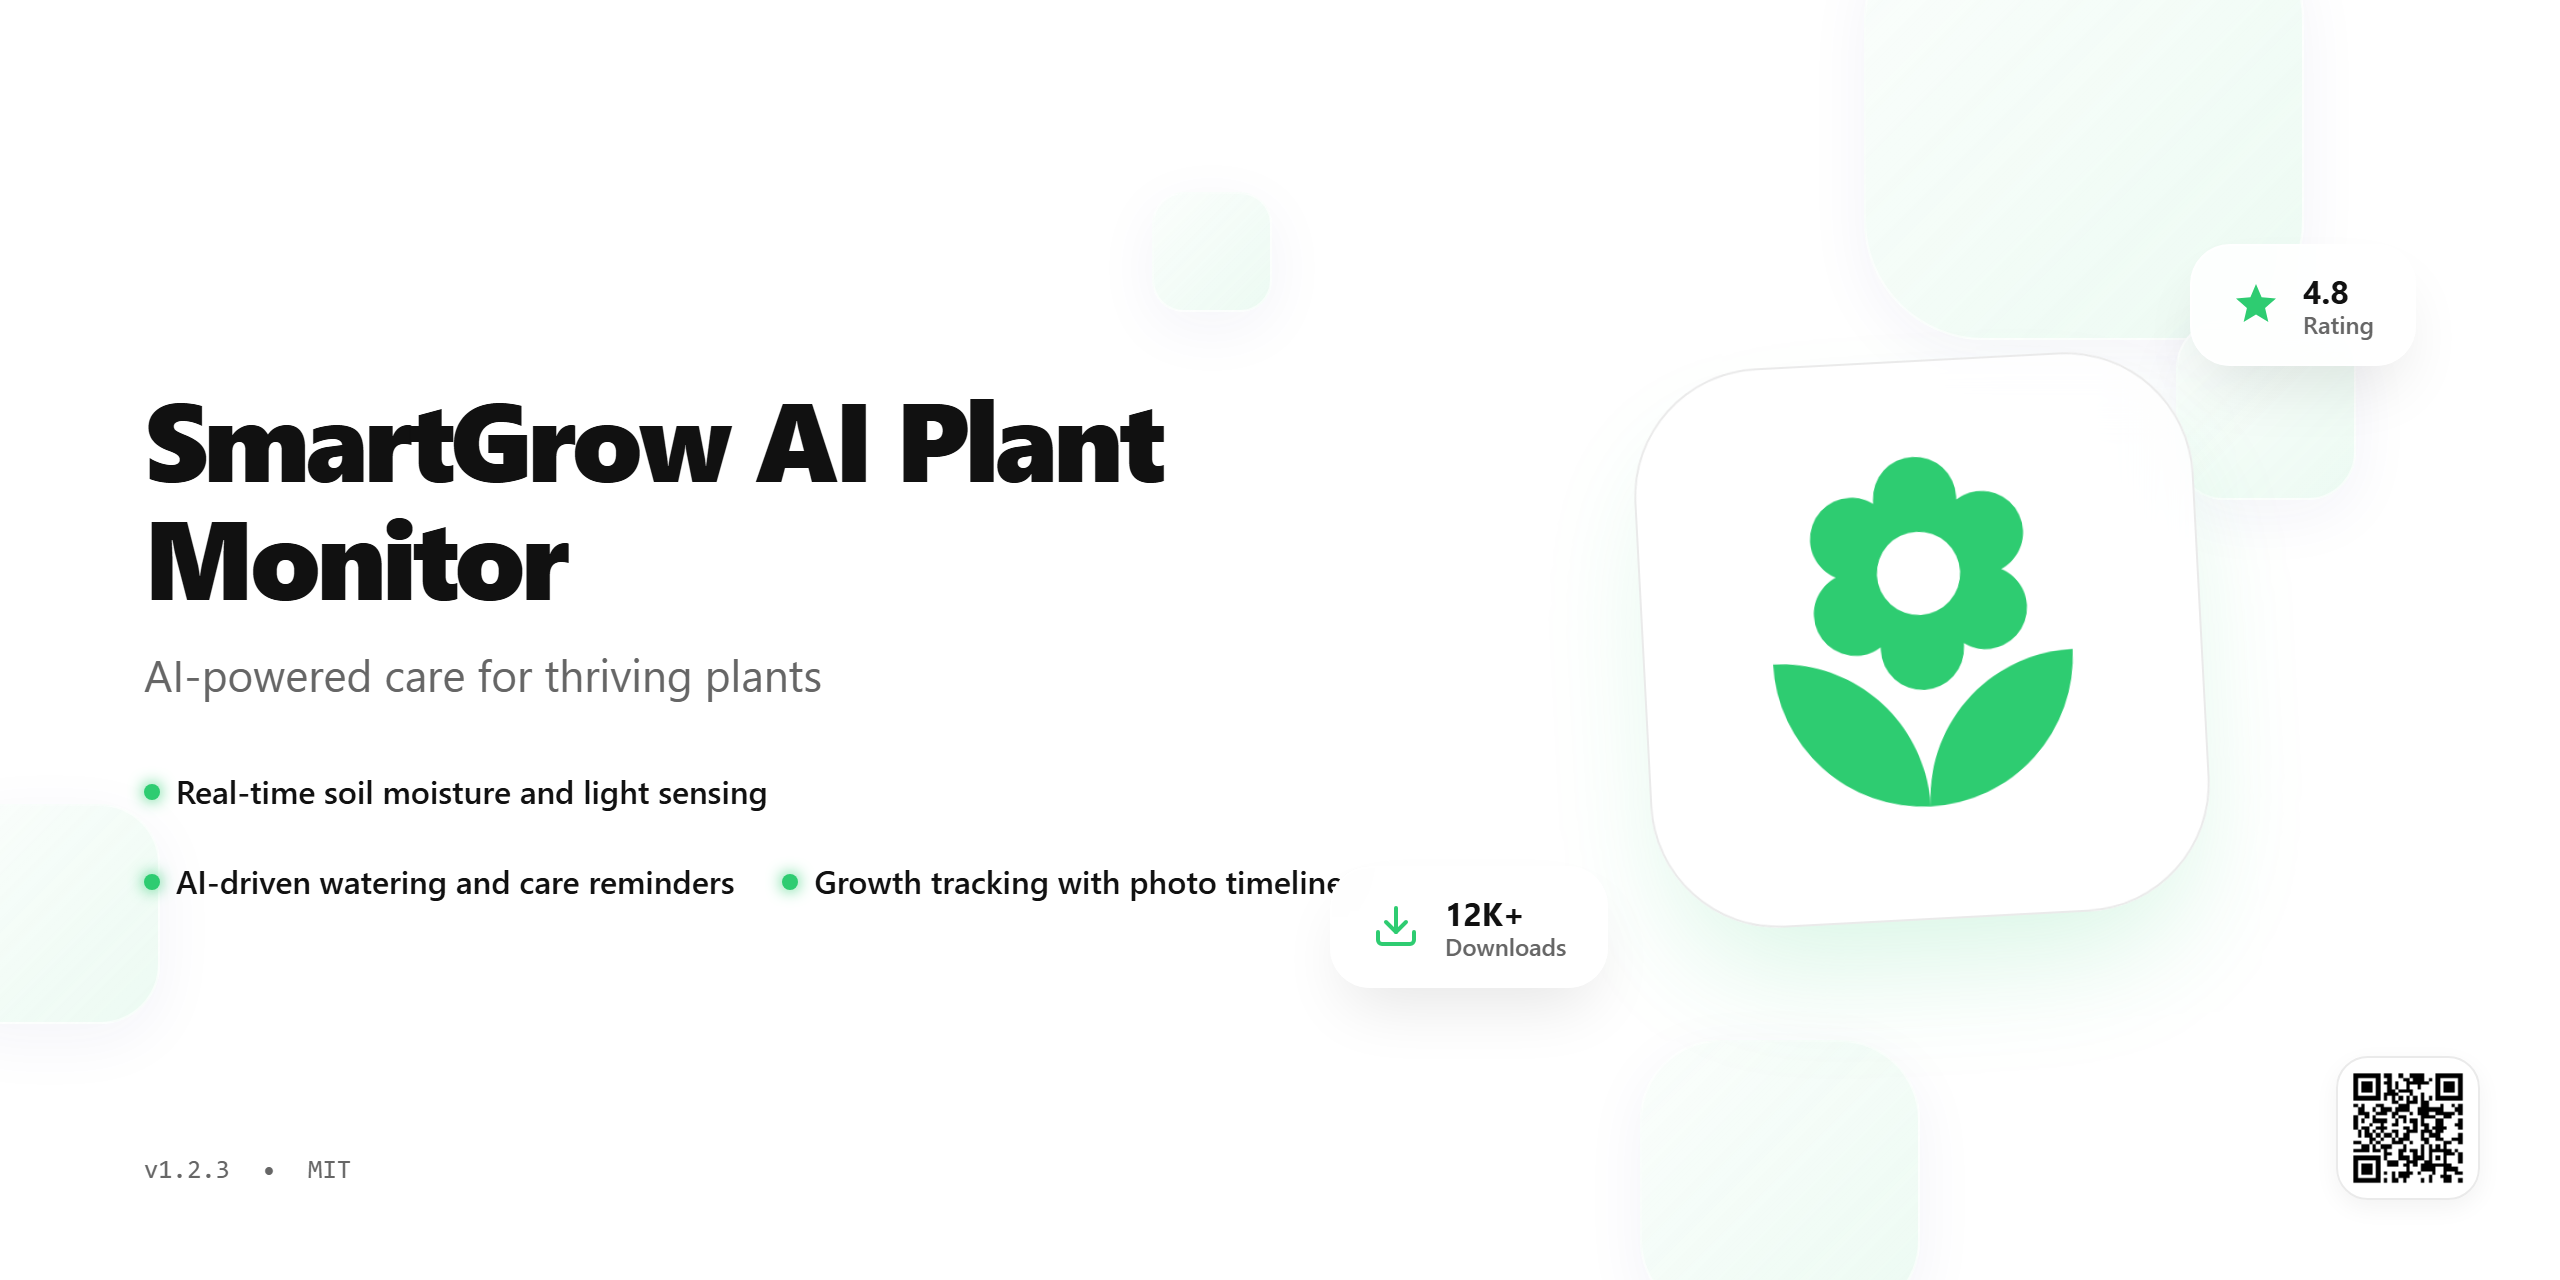 SmartGrow AI Plant
Monitor
AI-powered care for thriving plants
Real-time soil moisture and light sensing
AI-driven watering and care reminders
Growth tracking with photo timeline
4.8
Rating
12K+
Downloads
v1.2.3 • MIT